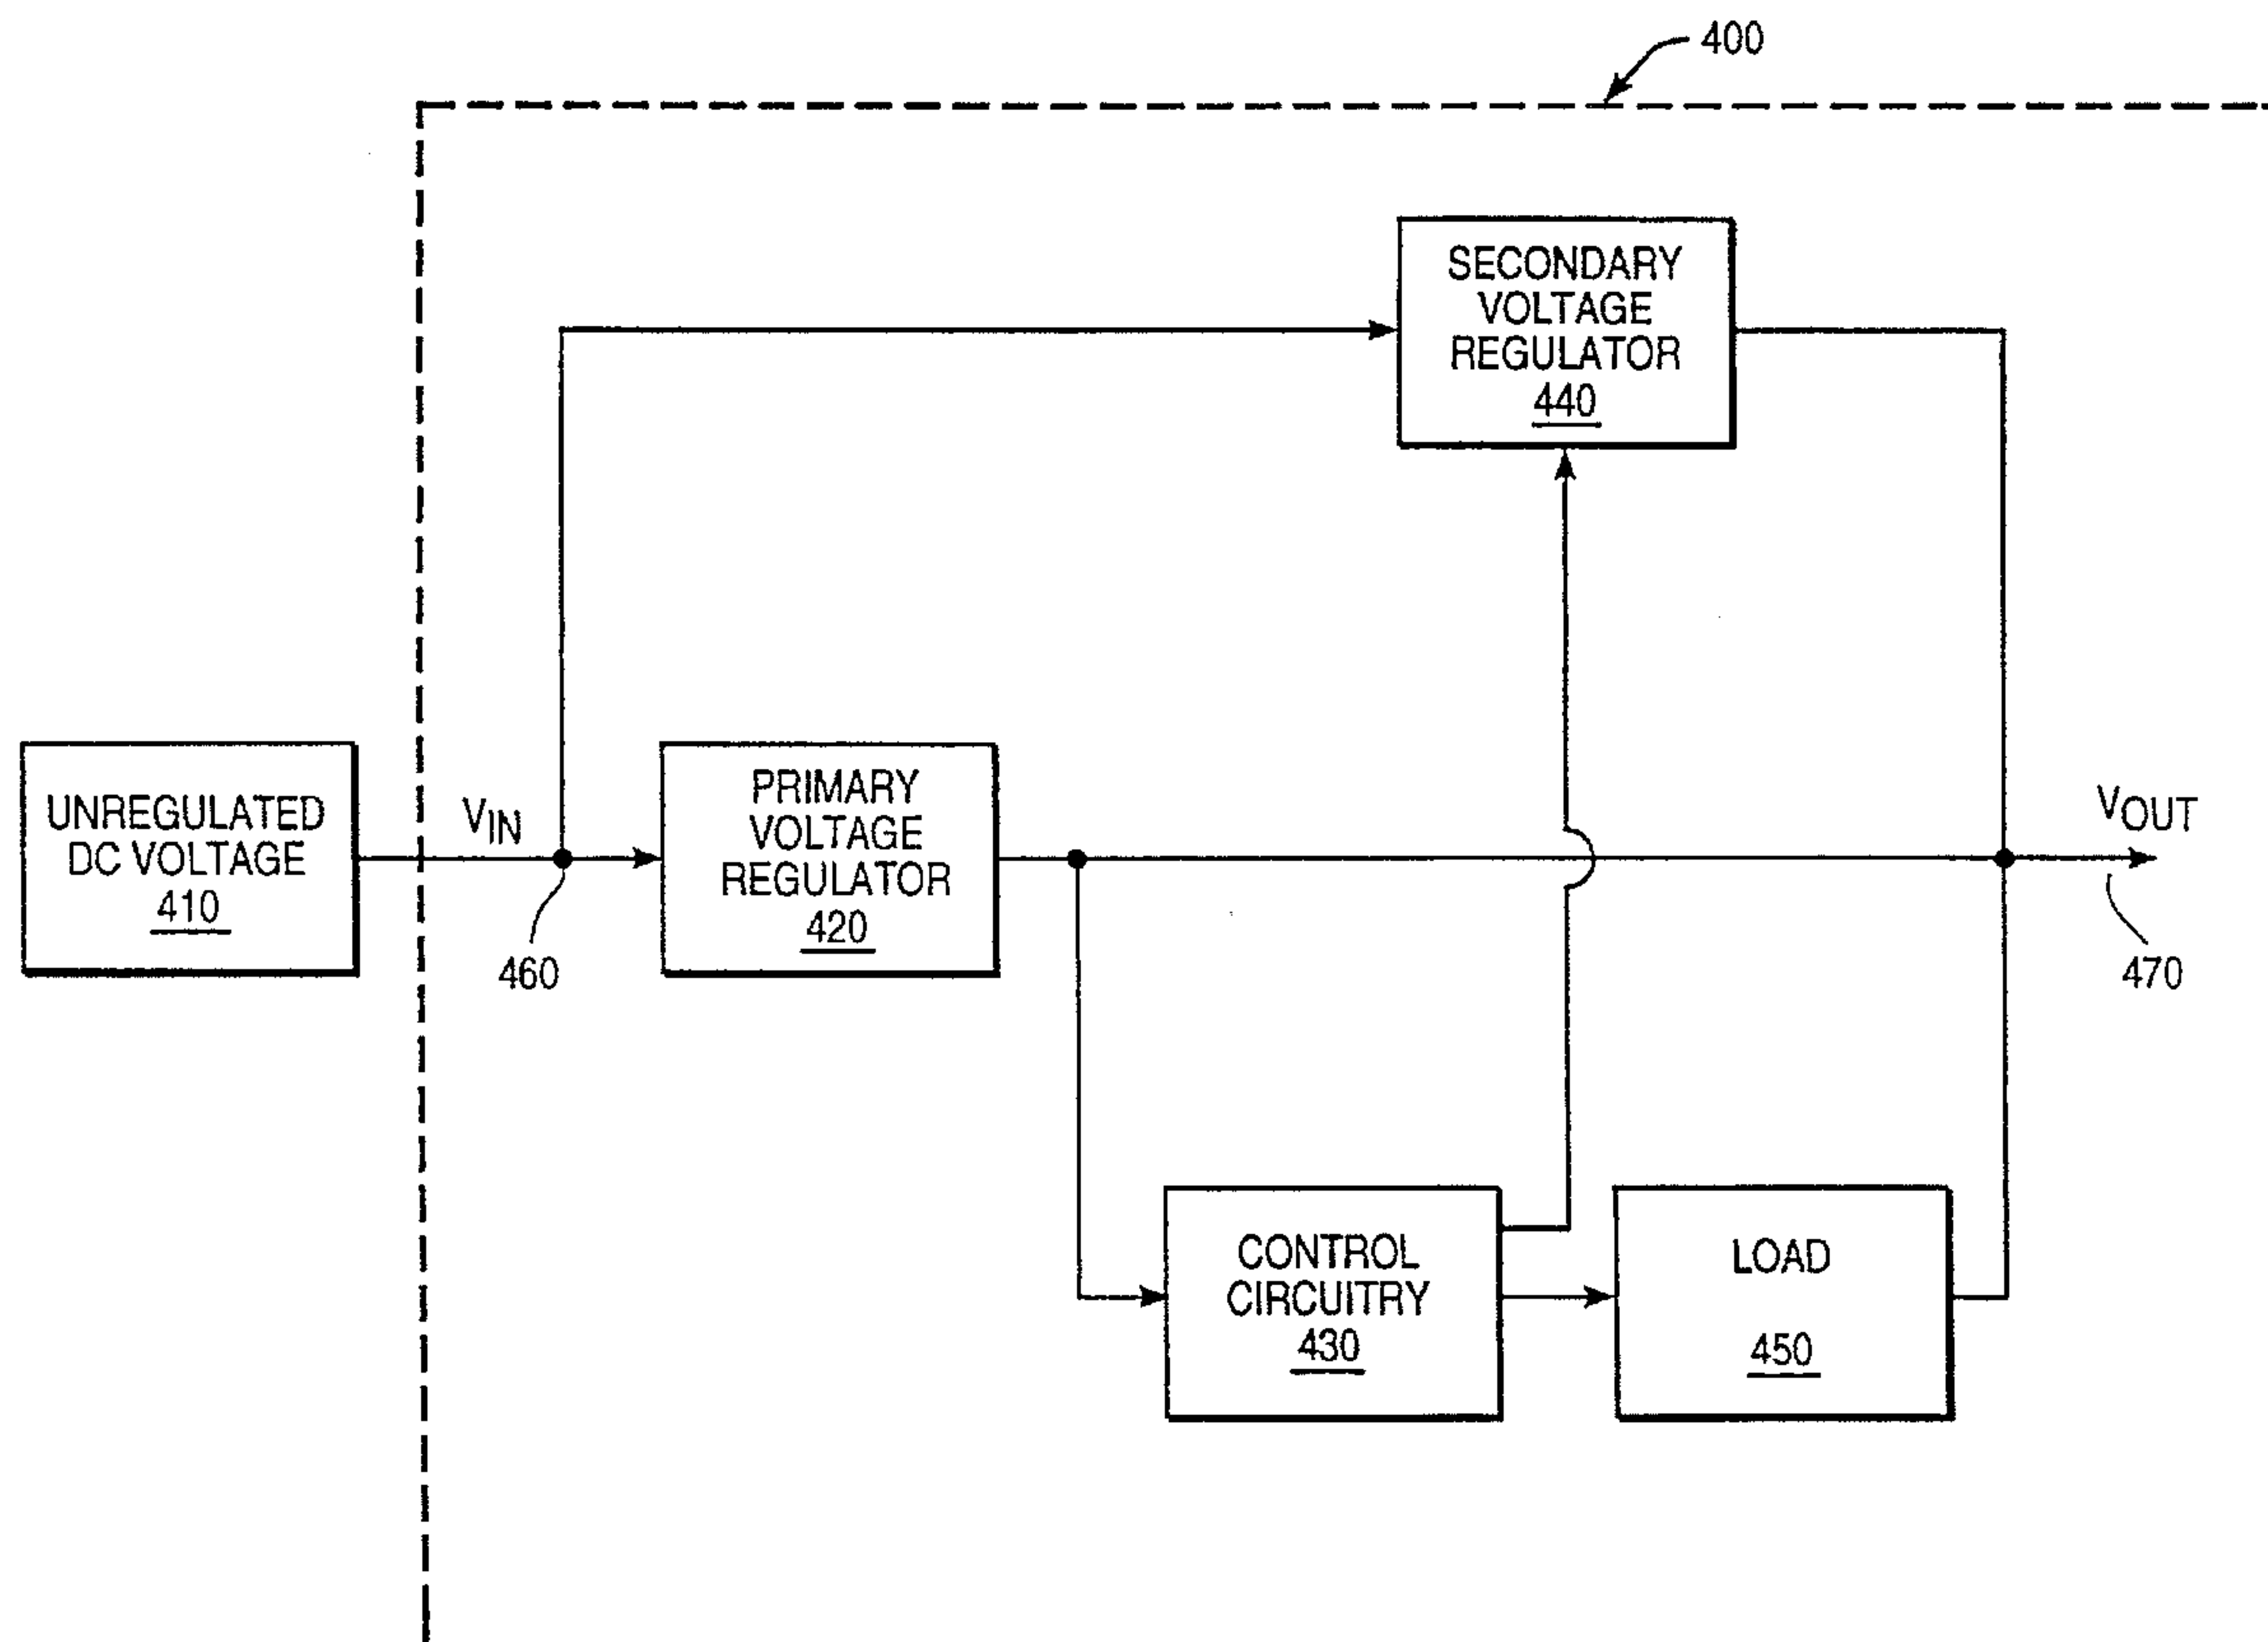 400
SECONDARY
VOLTAGE
REGULATOR
440
UNREGULATED
DC VOLTAGE
410
VIN
460
PRIMARY
VOLTAGE
REGULATOR
420
VOUT
470
CONTROL
CIRCUITRY
430
LOAD
450